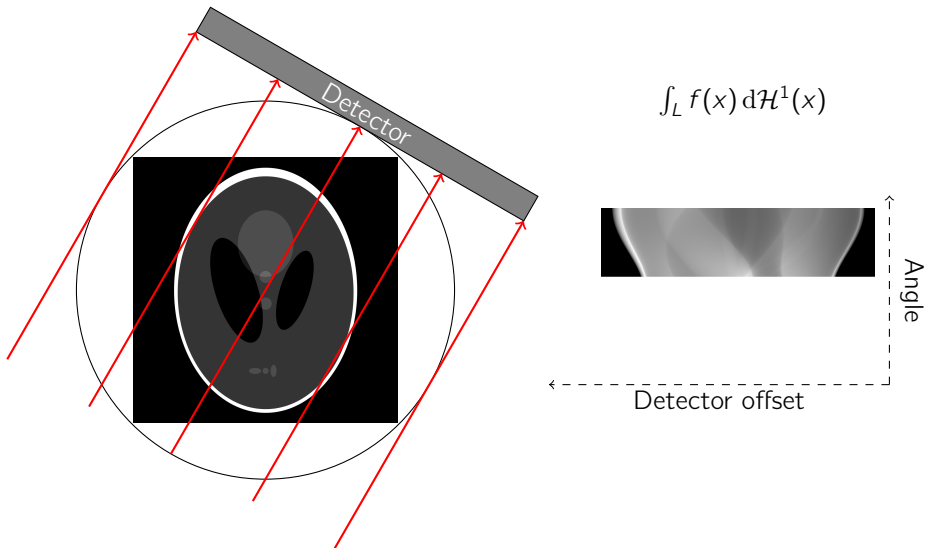 Detector
∫_L f(x) dℋ¹(x)
Angle
Detector offset